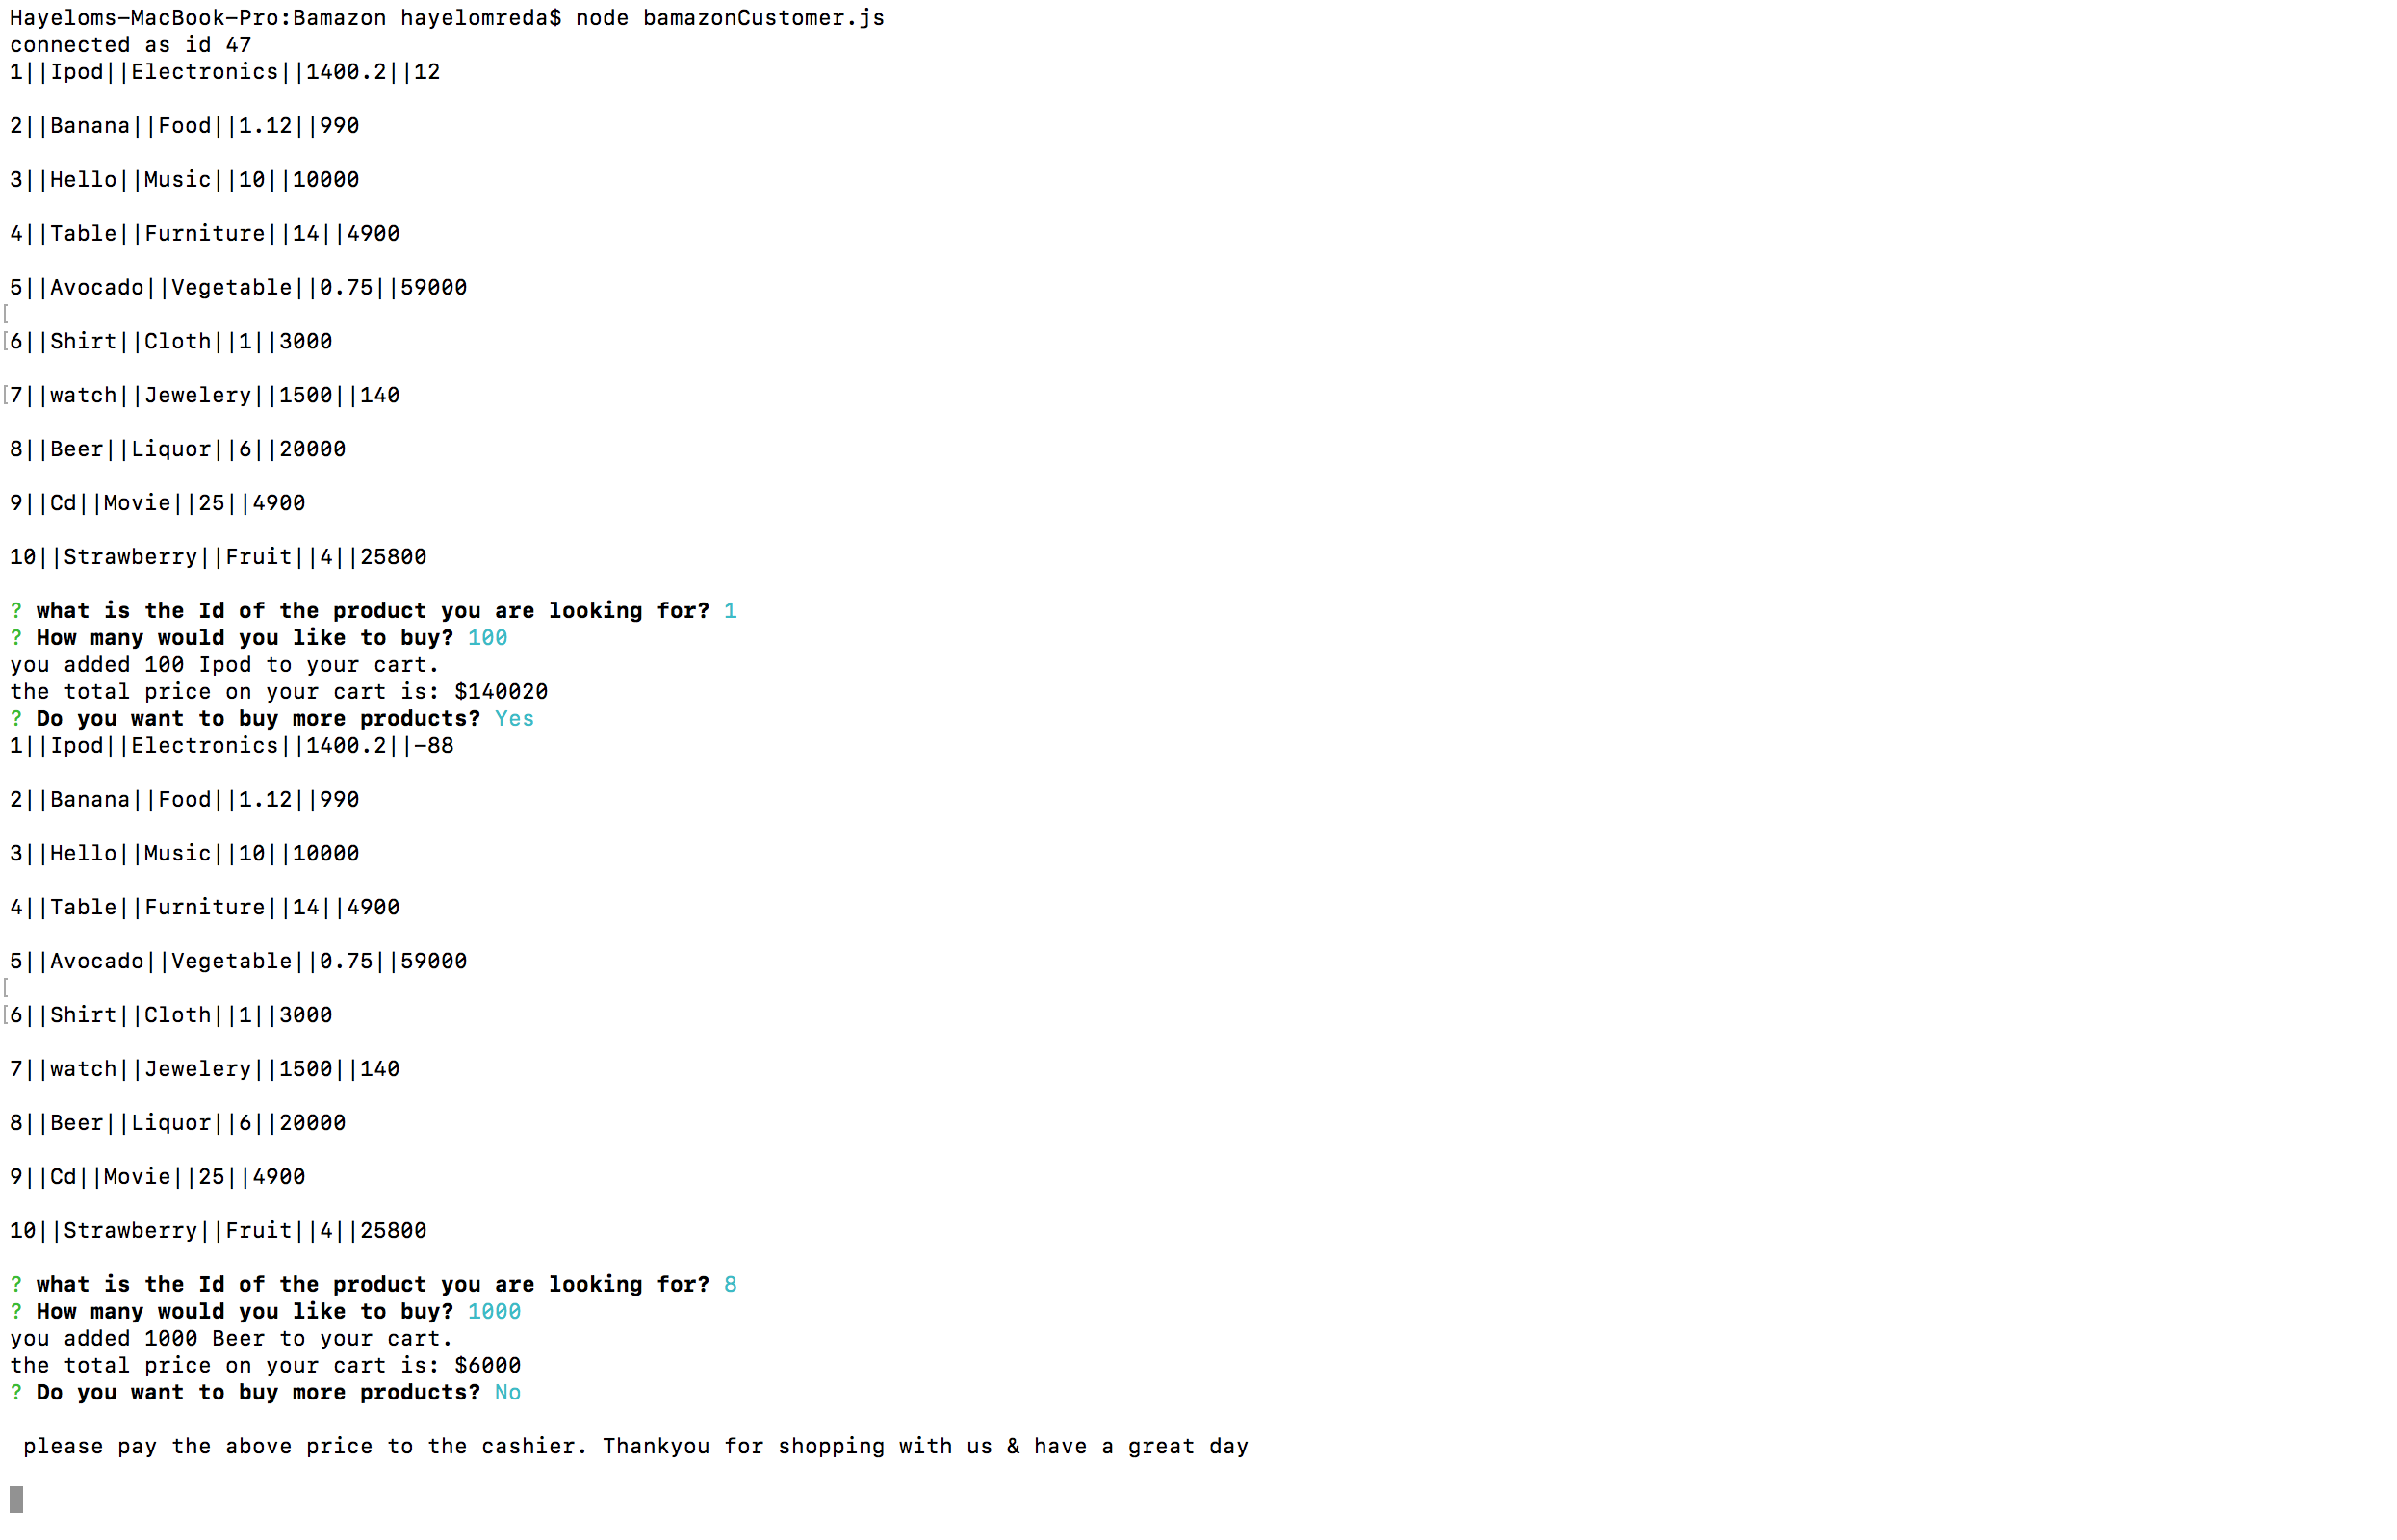 Hayeloms-MacBook-Pro:Bamazon hayelomreda$ node bamazonCustomer.js
connected as id 47
1||Ipod||Electronics||1400.2||12
2||Banana||Food||1.12||990
3||Hello||Music||10||10000
4||Table||Furniture||14||4900
5||Avocado||Vegetable||0.75||59000
[
[6||Shirt||Cloth||1||3000
[7||watch||Jewelery||1500||140
8||Beer||Liquor||6||20000
9||Cd||Movie||25||4900
10||Strawberry||Fruit||4||25800
? what is the Id of the product you are looking for? 1
? How many would you like to buy? 100
you added 100 Ipod to your cart.
the total price on your cart is: $140020
? Do you want to buy more products? Yes
1||Ipod||Electronics||1400.2||-88
2||Banana||Food||1.12||990
3||Hello||Music||10||10000
4||Table||Furniture||14||4900
5||Avocado||Vegetable||0.75||59000
[
[6||Shirt||Cloth||1||3000
7||watch||Jewelery||1500||140
8||Beer||Liquor||6||20000
9||Cd||Movie||25||4900
10||Strawberry||Fruit||4||25800
? what is the Id of the product you are looking for? 8
? How many would you like to buy? 1000
you added 1000 Beer to your cart.
the total price on your cart is: $6000
? Do you want to buy more products? No
please pay the above price to the cashier. Thankyou for shopping with us & have a great day